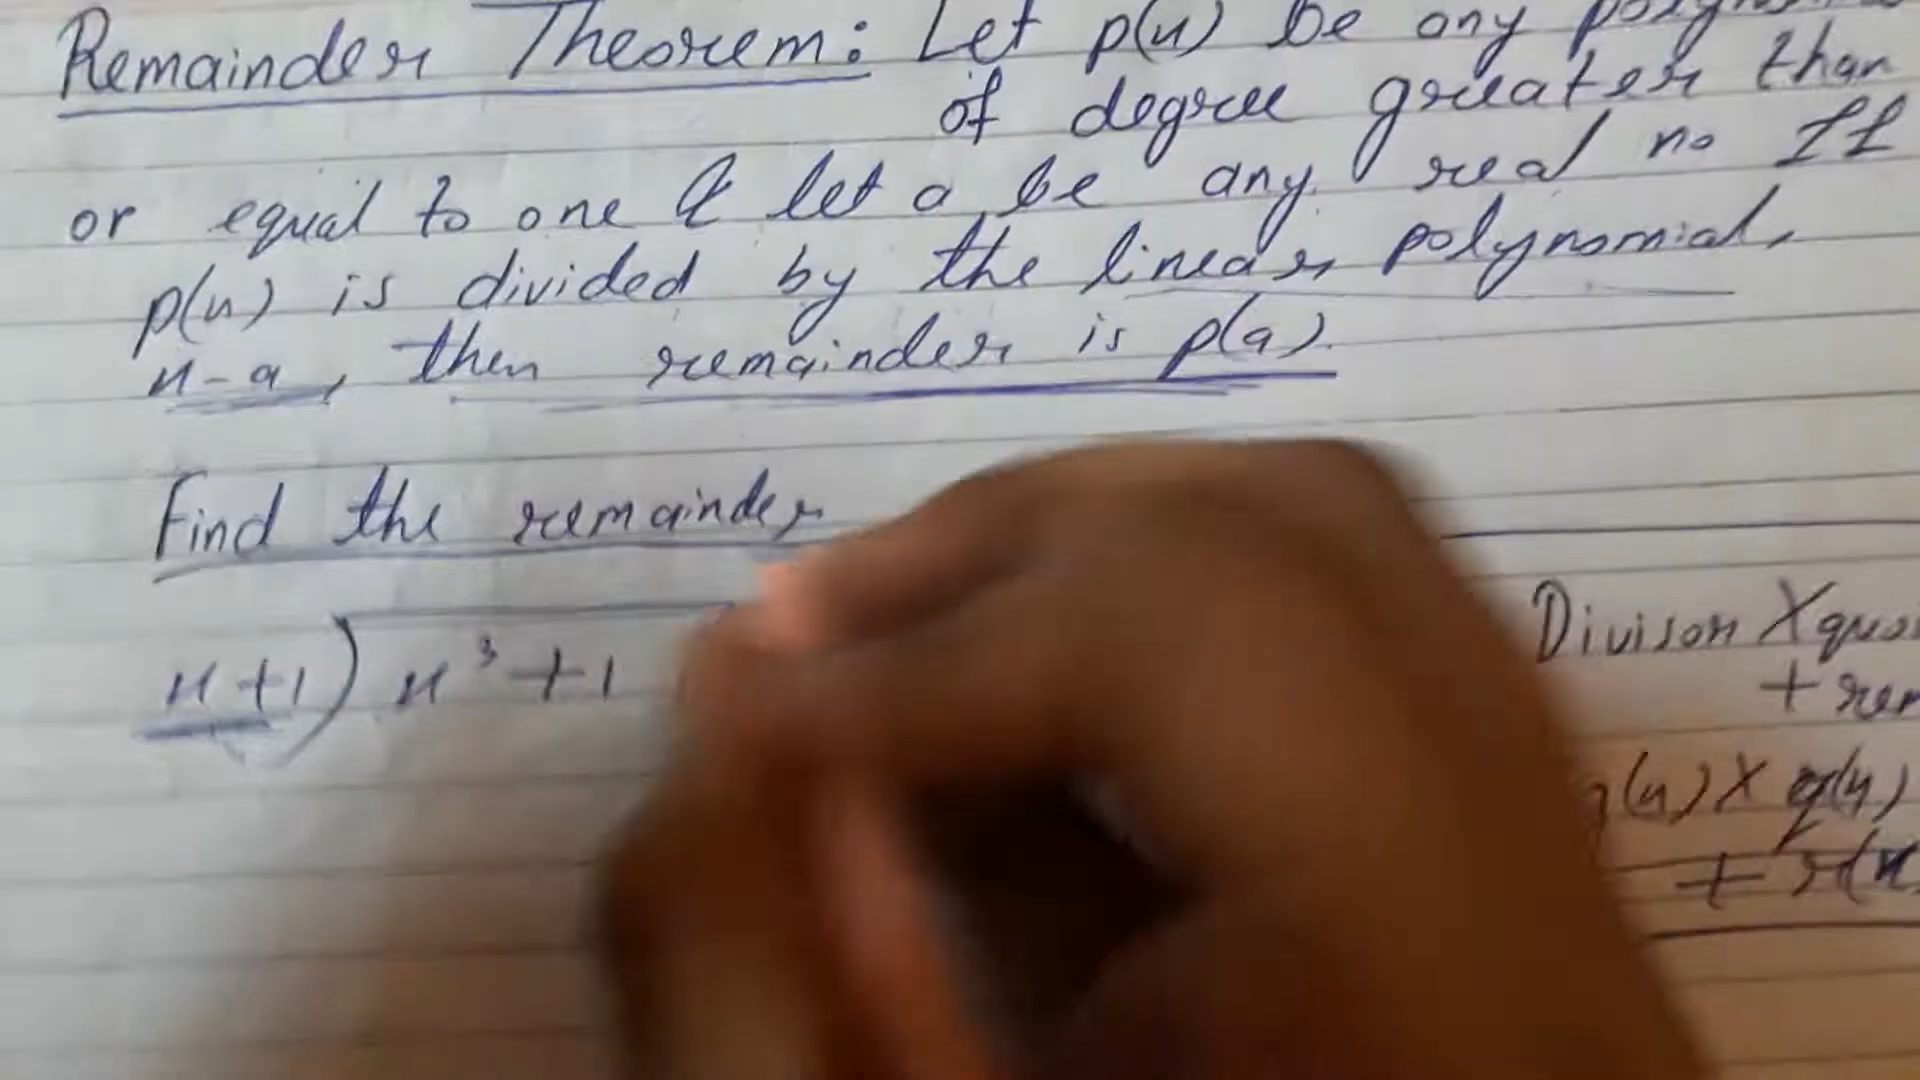 Remainder Theorem: Let p(x) be any
of degree greater than
or equal to one & let a be any real no If
p(x) is divided by the linear polynomial,
x-a, then remainder is p(a).
Find the remainder
x+1) x³+1
Divison X
+
g(x) X q(x)
+ r(x